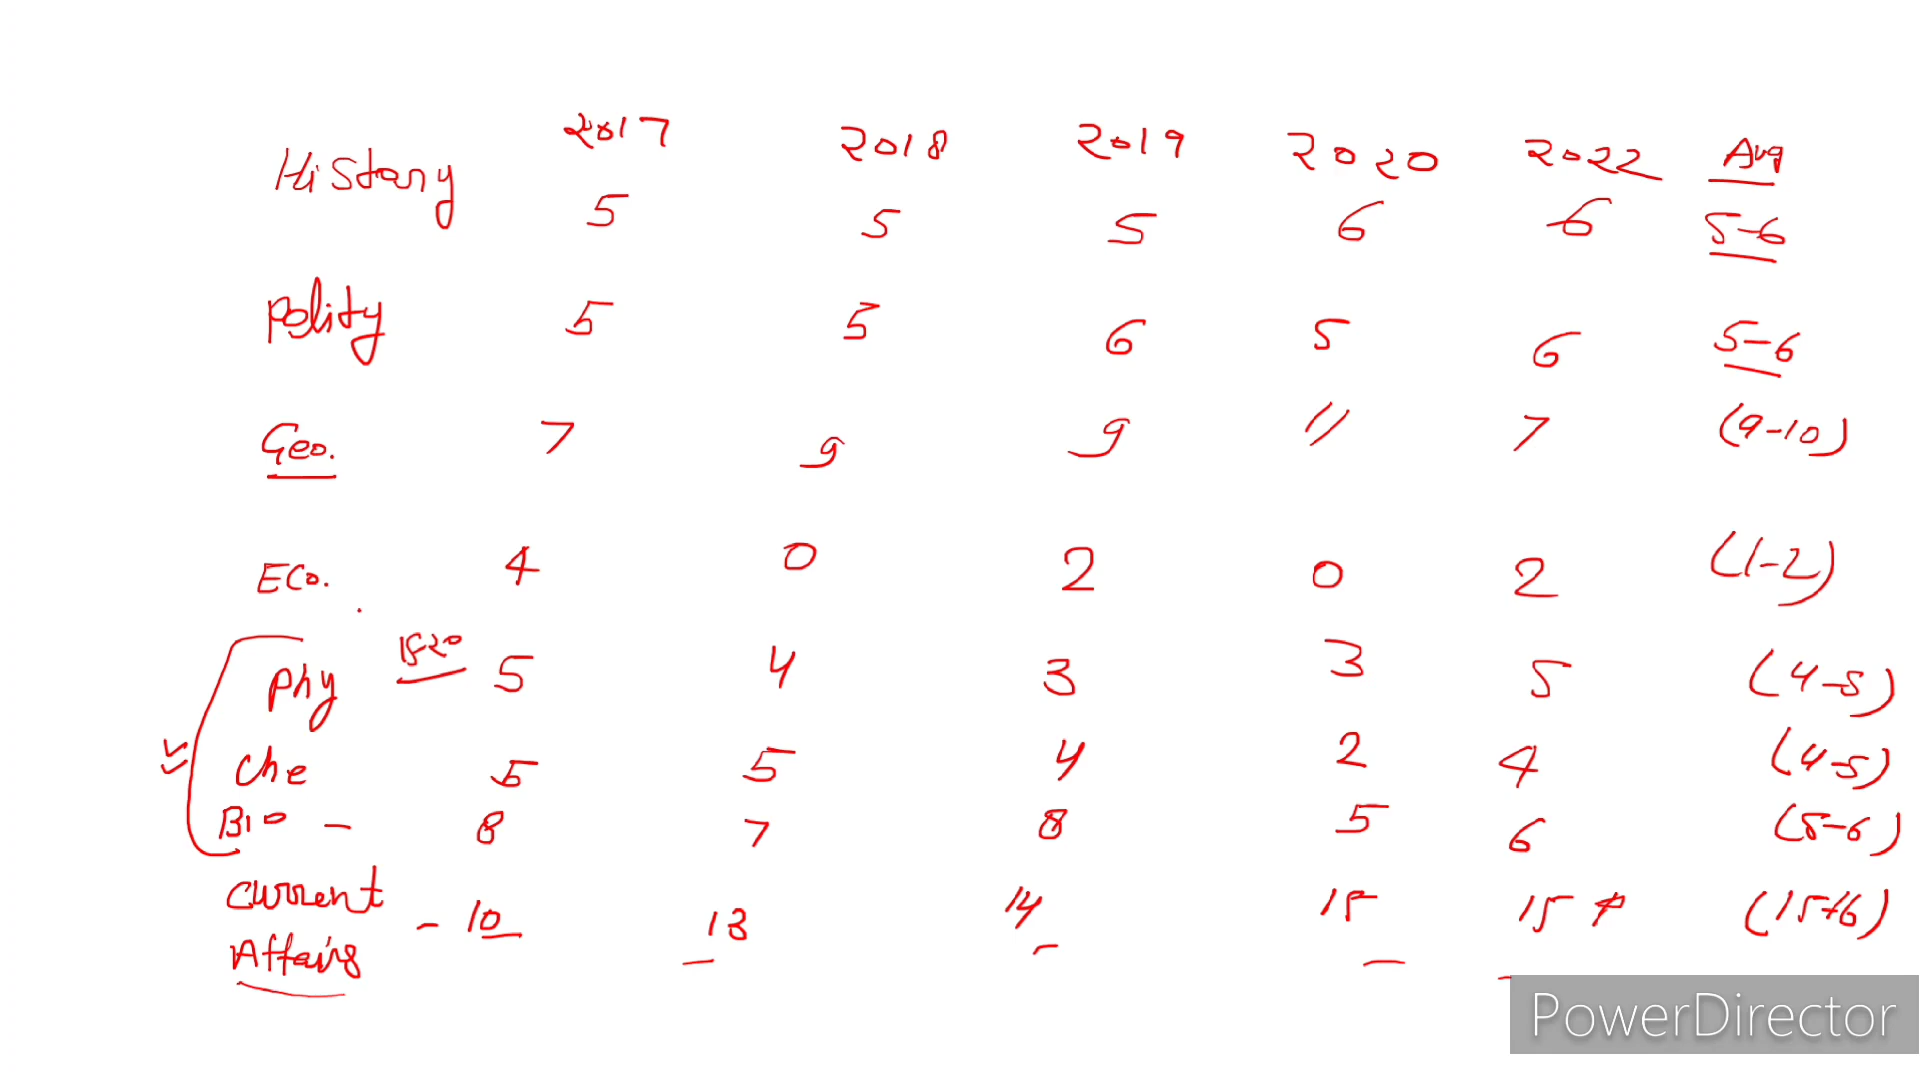 2017 2018 2019 2020 2022 Avg
History 5 5 5 6 6 5-6
Polity 5 5 6 5 6 5-6
Geo. 7 9 9 11 7 (9-10)
Eco. 4 0 2 0 2 (1-2)
15-20
Phy 5 4 3 3 5 (4-5)
Che 5 5 4 2 4 (4-5)
BIO - 8 7 8 5 6 (5-6)
Current Affairs - 10 13 14 15 15 (15-16)
PowerDirector